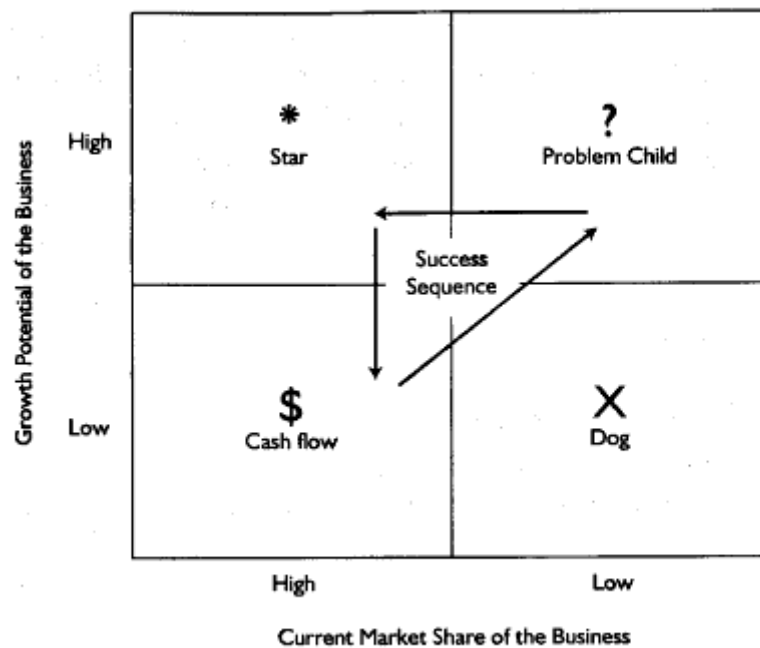 Growth Potential of the Business
High
Low
*
Star
?
Problem Child
Success
Sequence
$
Cash flow
X
Dog
High
Low
Current Market Share of the Business